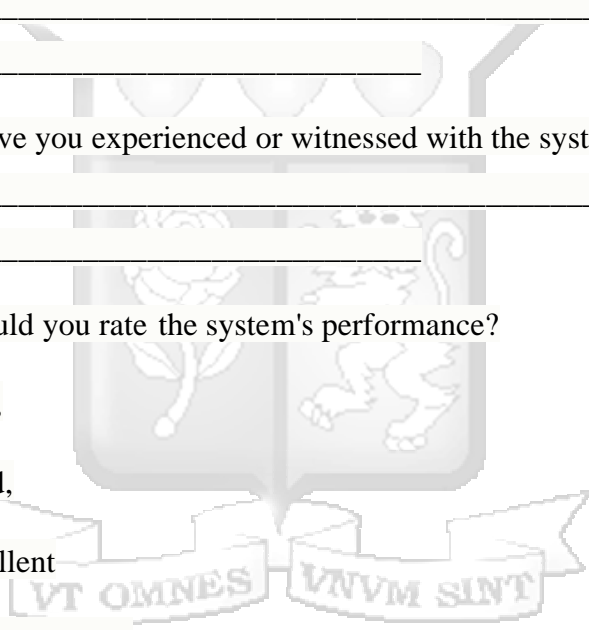 ve you experienced or witnessed with the syst
uld you rate the system's performance?
,
l,
llent
VT OMNES VNVM SINT